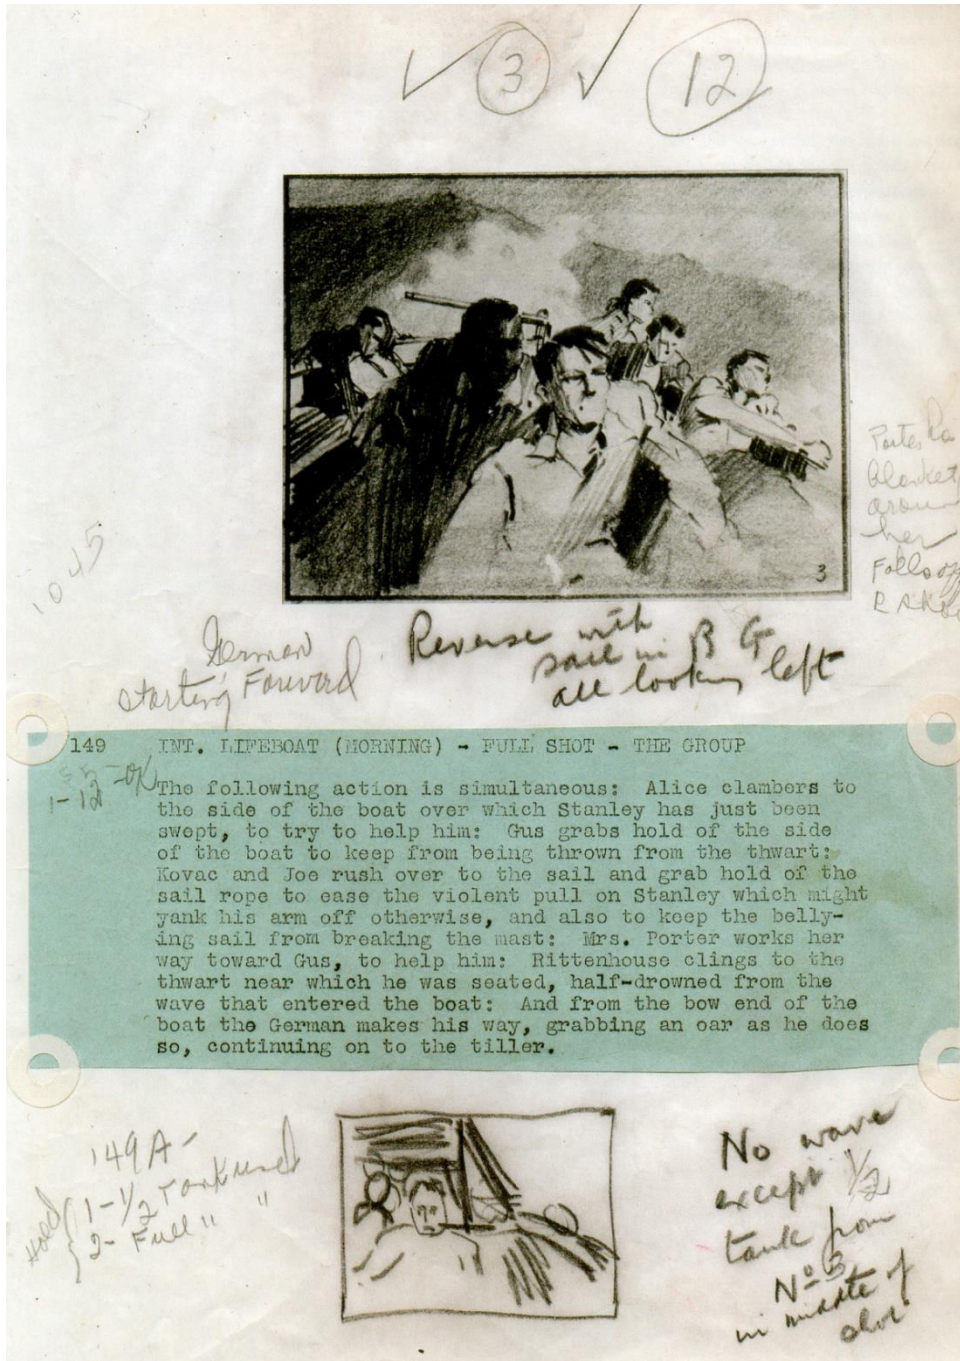 3 12
3
Porter has
blanket
around
her
Falls off
1045
German
starting Forward
Reverse with
sail in B G
all looking left
149 INT. LIFEBOAT (MORNING) - FULL SHOT - THE GROUP
1-12 -OK
The following action is simultaneous: Alice clambers to
the side of the boat over which Stanley has just been
swept, to try to help him: Gus grabs hold of the side
of the boat to keep from being thrown from the thwart:
Kovac and Joe rush over to the sail and grab hold of the
sail rope to ease the violent pull on Stanley which might
yank his arm off otherwise, and also to keep the belly-
ing sail from breaking the mast: Mrs. Porter works her
way toward Gus, to help him: Rittenhouse clings to the
thwart near which he was seated, half-drowned from the
wave that entered the boat: And from the bow end of the
boat the German makes his way, grabbing an oar as he does
so, continuing on to the tiller.
149A-
Hold
1-1/2 Tank used
2- Full " "
No wave
except 1/2
tank from
Nº 3
in middle of
shot